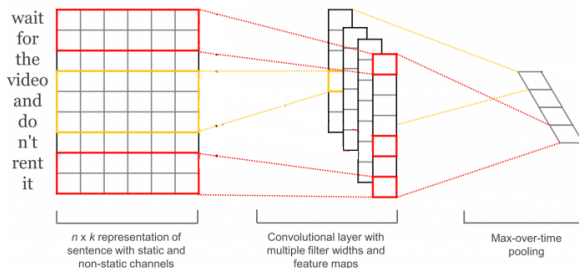 wait
for
the
video
and
do
n't
rent
it
n x k representation of
sentence with static and
non-static channels
Convolutional layer with
multiple filter widths and
feature maps
Max-over-time
pooling